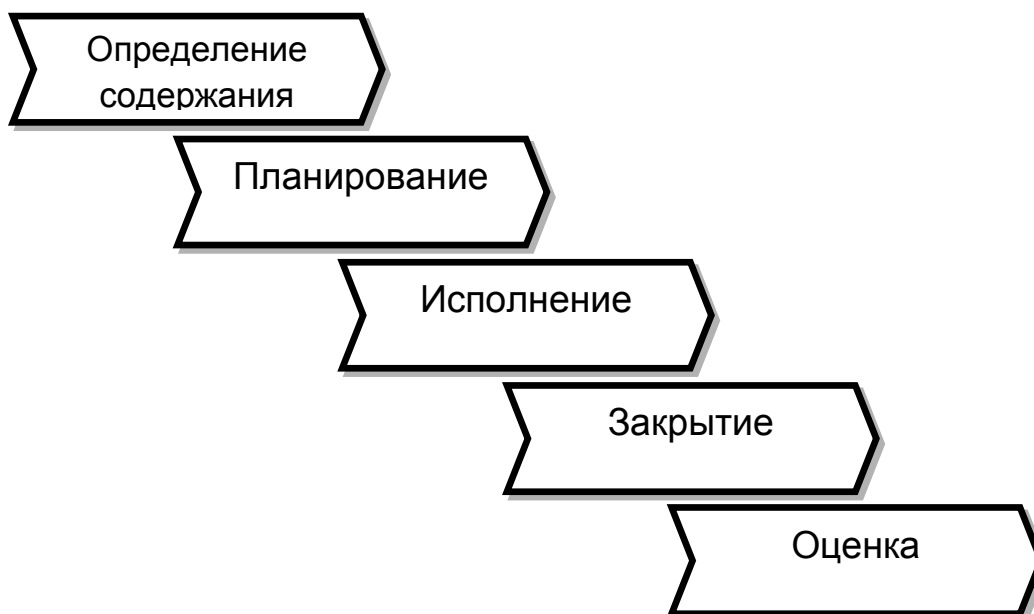 Определение
содержания
Планирование
Исполнение
Закрытие
Оценка